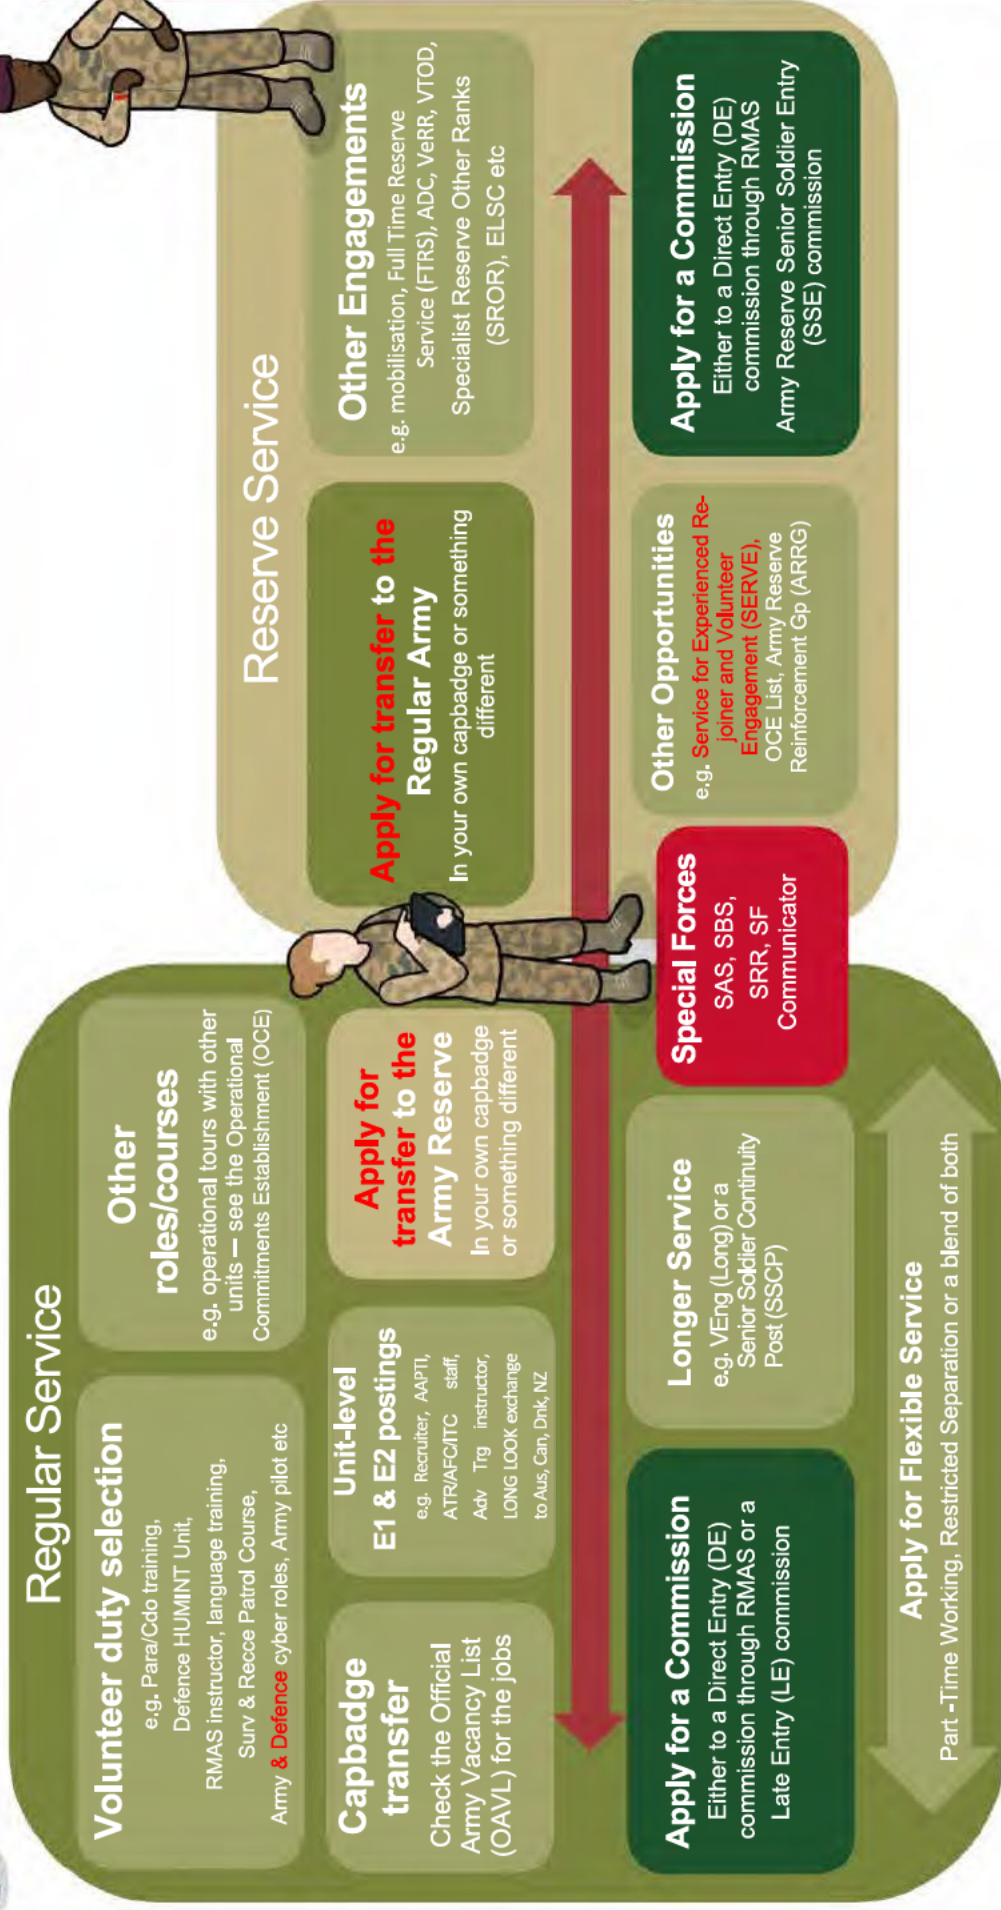 Regular Service
Volunteer duty selection
e.g. Para/Cdo training,
Defence HUMINT Unit,
RMAS instructor, language training,
Surv & Recce Patrol Course,
Army & Defence cyber roles, Army pilot etc
Other
roles/courses
e.g. operational tours with other
units – see the Operational
Commitments Establishment (OCE)
Capbadge
transfer
Check the Official
Army Vacancy List
(OAVL) for the jobs
Unit-level
E1 & E2 postings
e.g. Recruiter, AAPTI,
ATR/AFC/ITC staff,
Adv Trg instructor,
LONG LOOK exchange
to Aus, Can, Dnk, NZ
Apply for
transfer to the
Army Reserve
In your own capbadge
or something different
Apply for a Commission
Either to a Direct Entry (DE)
commission through RMAS or a
Late Entry (LE) commission
Longer Service
e.g. VEng (Long) or a
Senior Soldier Continuity
Post (SSCP)
Special Forces
SAS, SBS,
SRR, SF
Communicator
Apply for Flexible Service
Part -Time Working, Restricted Separation or a blend of both
Reserve Service
Apply for transfer to the
Regular Army
In your own capbadge or something
different
Other Engagements
e.g. mobilisation, Full Time Reserve
Service (FTRS), ADC, VeRR, VTOD,
Specialist Reserve Other Ranks
(SROR), ELSC etc
Other Opportunities
e.g. Service for Experienced Re-
joiner and Volunteer
Engagement (SERVE),
OCE List, Army Reserve
Reinforcement Gp (ARRG)
Apply for a Commission
Either to a Direct Entry (DE)
commission through RMAS
Army Reserve Senior Soldier Entry
(SSE) commission